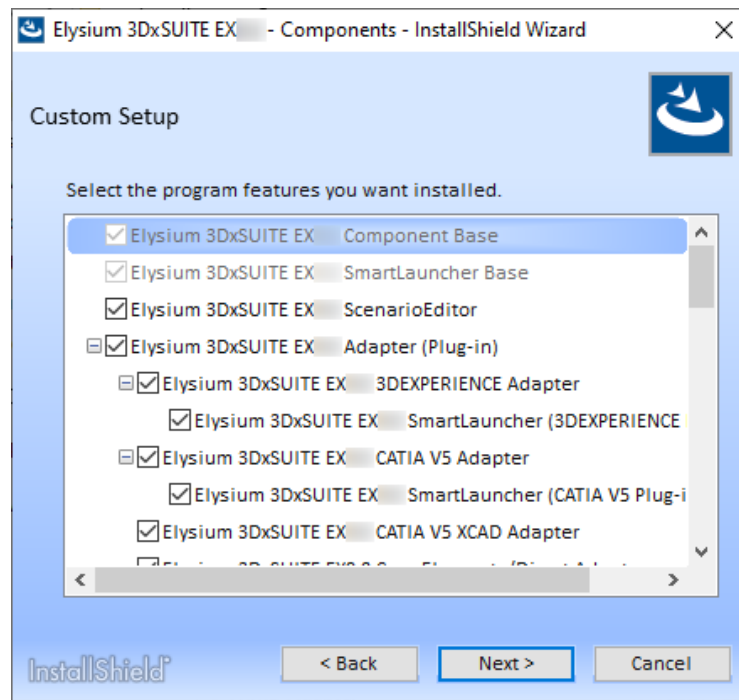 Elysium 3DxSUITE EX - Components - InstallShield Wizard
Custom Setup
Select the program features you want installed.
Elysium 3DxSUITE EX Component Base
Elysium 3DxSUITE EX SmartLauncher Base
Elysium 3DxSUITE EX ScenarioEditor
Elysium 3DxSUITE EX Adapter (Plug-in)
Elysium 3DxSUITE EX 3DEXPERIENCE Adapter
Elysium 3DxSUITE EX SmartLauncher (3DEXPERIENCE
Elysium 3DxSUITE EX CATIA V5 Adapter
Elysium 3DxSUITE EX SmartLauncher (CATIA V5 Plug-i
Elysium 3DxSUITE EX CATIA V5 XCAD Adapter
InstallShield
< Back
Next >
Cancel